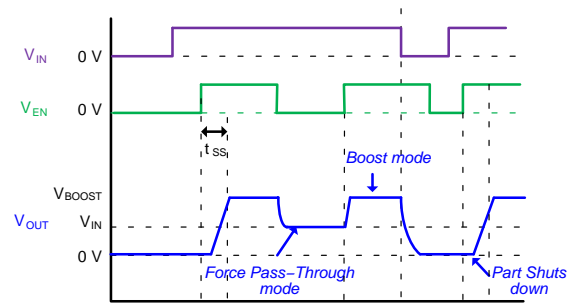 VIN 0 V
VEN 0 V
tSS
Boost mode
VBOOST
VOUT VIN
0 V
Force Pass–Through
mode
Part Shuts
down